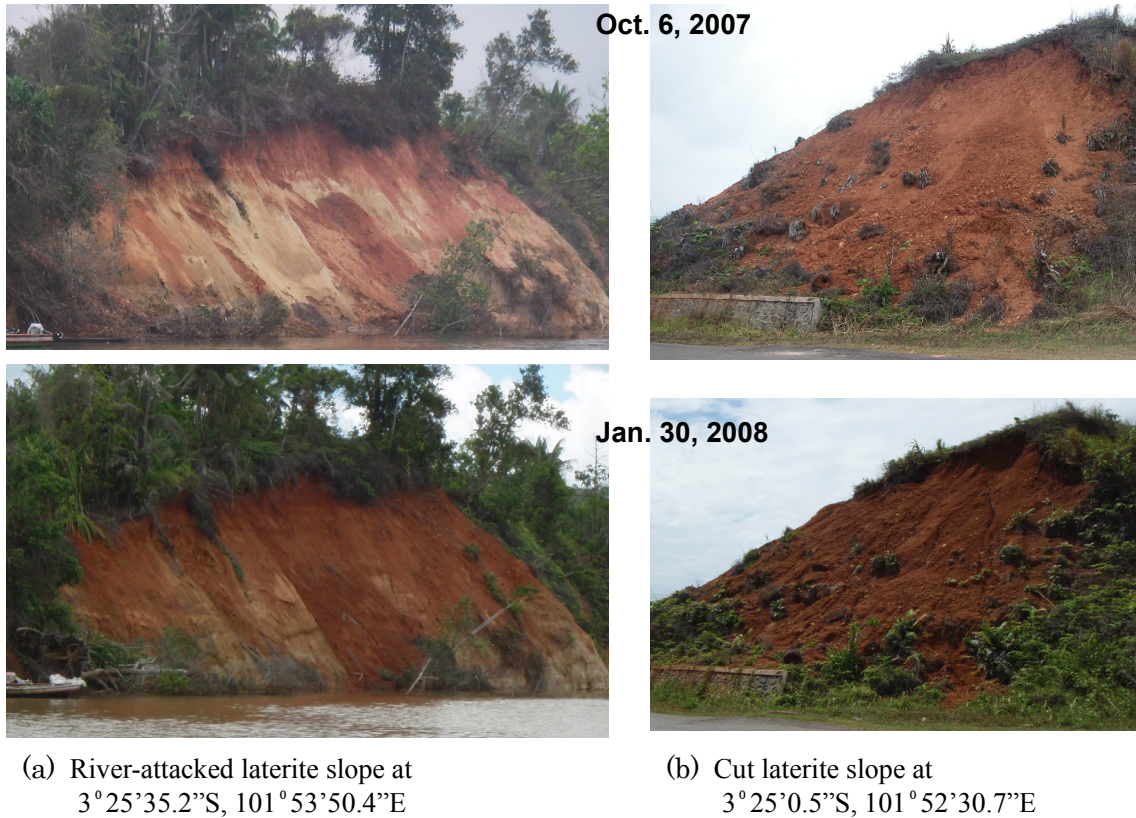 Oct. 6, 2007
Jan. 30, 2008
(a) River-attacked laterite slope at
3°25’35.2”S, 101°53’50.4”E
(b) Cut laterite slope at
3°25’0.5”S, 101°52’30.7”E